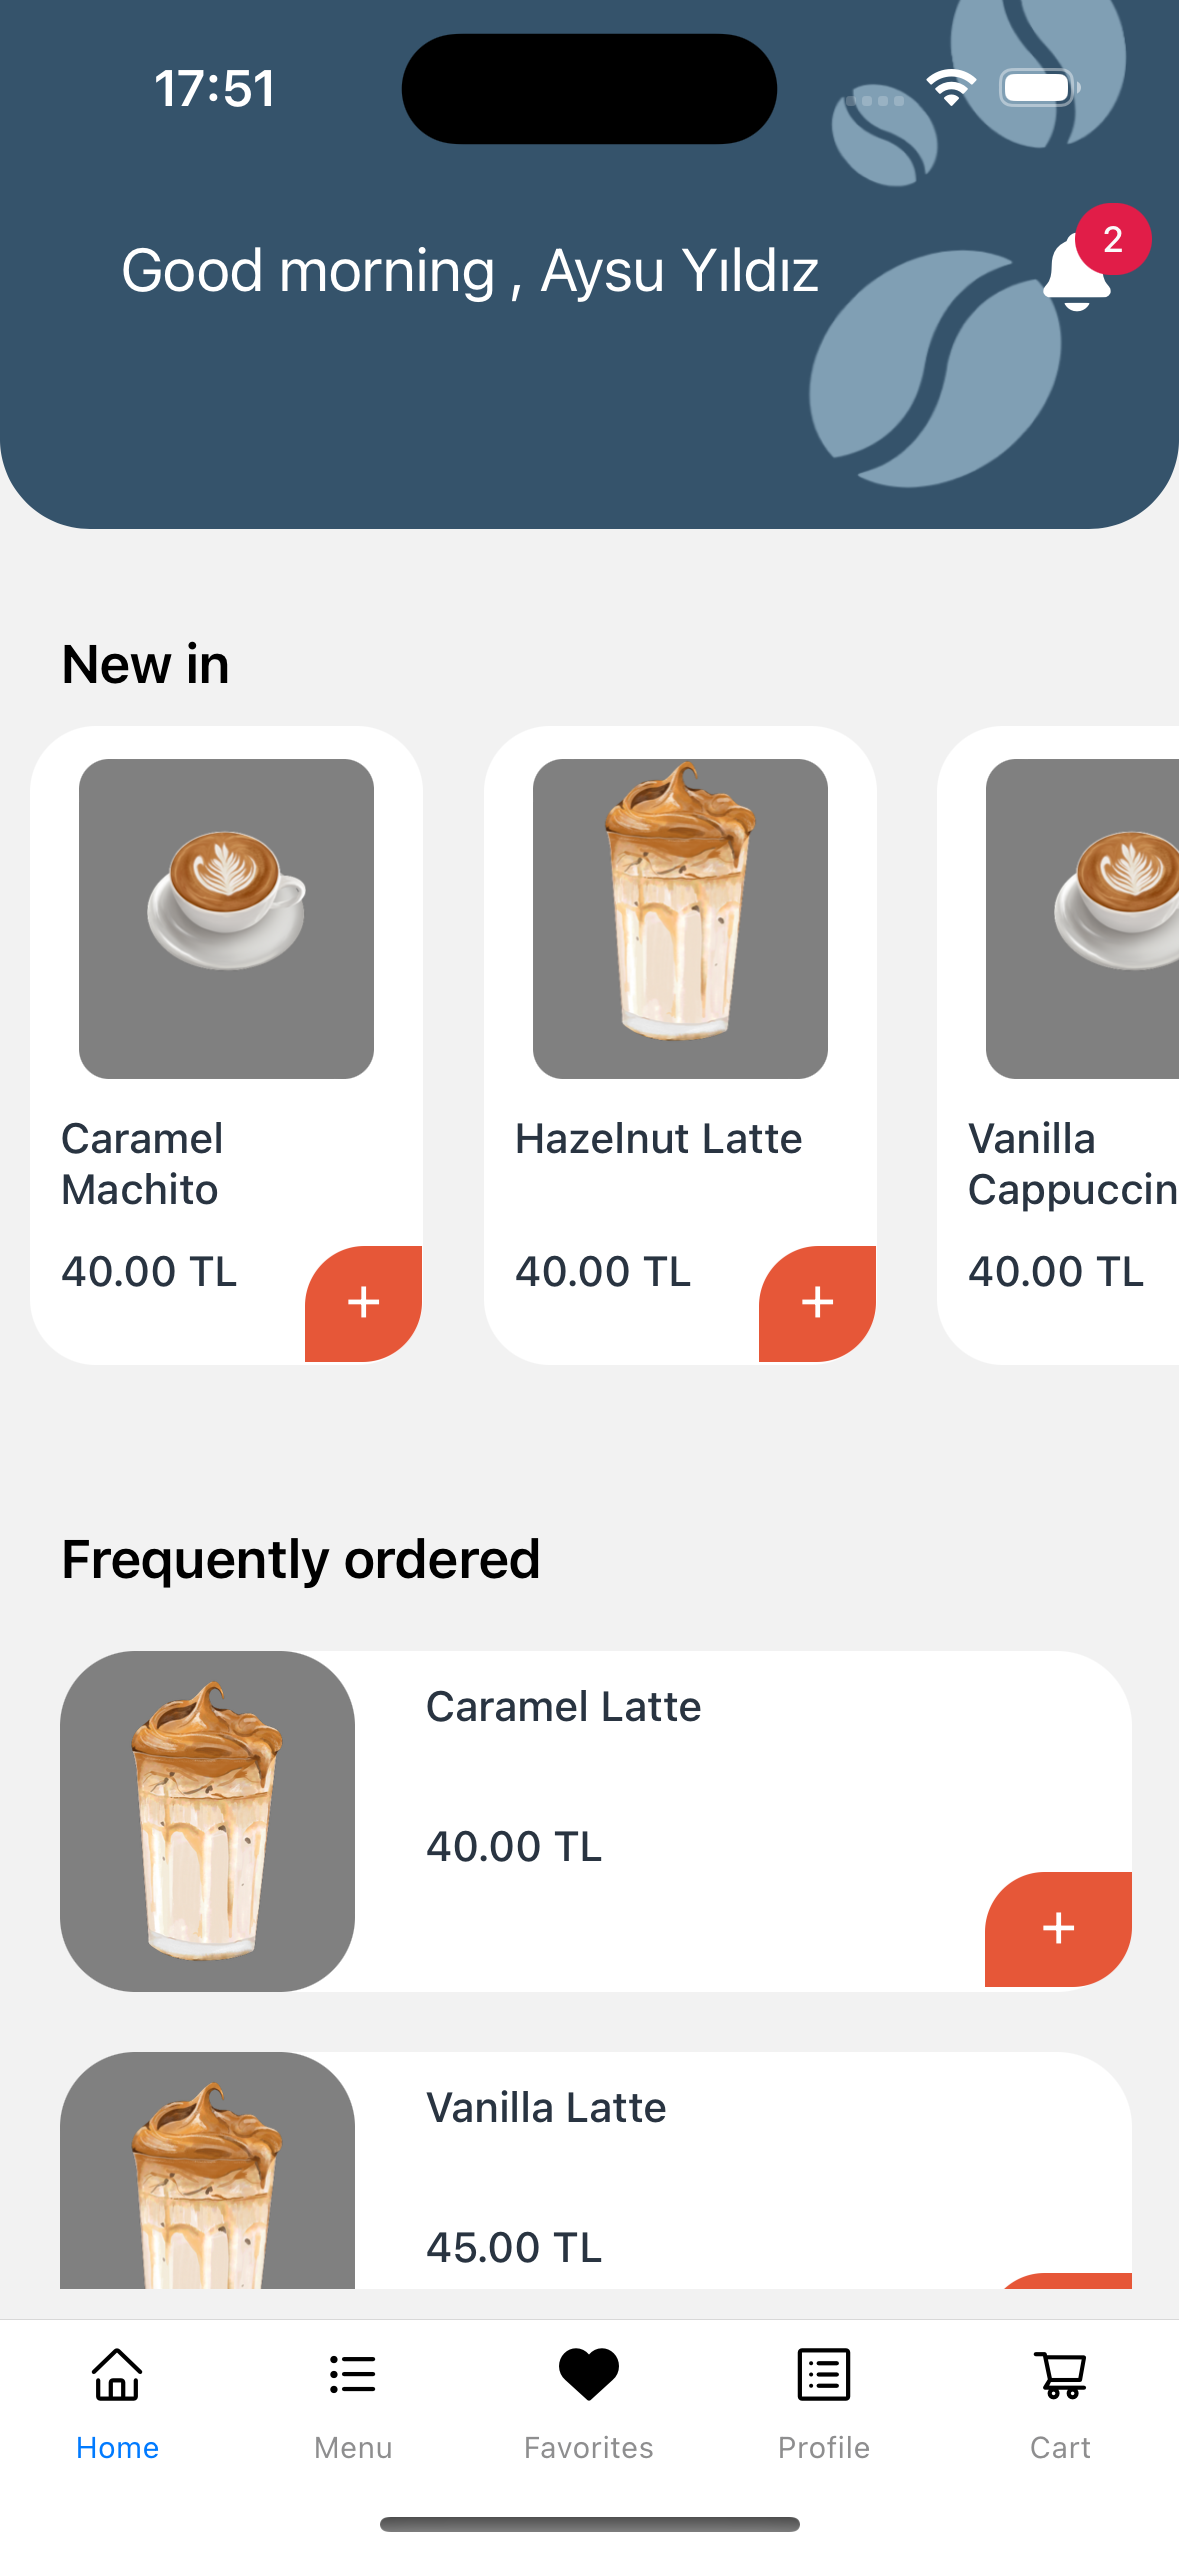 17:51
Good morning , Aysu Yıldız
2
New in
Caramel
Machito
40.00 TL
+
Hazelnut Latte
40.00 TL
+
Vanilla
Cappuccin
40.00 TL
Frequently ordered
Caramel Latte
40.00 TL
+
Vanilla Latte
45.00 TL
Home
Menu
Favorites
Profile
Cart